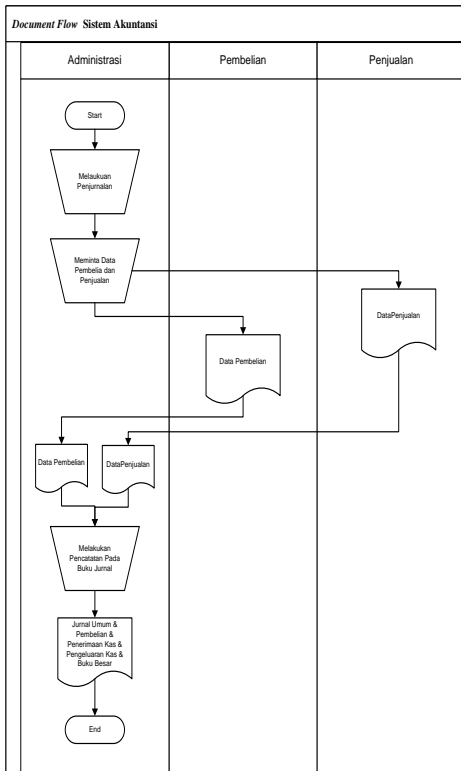 Document Flow Sistem Akuntansi
Administrasi
Pembelian
Penjualan
Start
Melaukuan
Penjurnalan
Meminta Data
Pembelia dan
Penjualan
DataPenjualan
Data Pembelian
Data Pembelian
DataPenjualan
Melakukan
Pencatatan Pada
Buku Jurnal
Jurnal Umum &
Pembelian &
Penerimaan Kas &
Pengeluaran Kas &
Buku Besar
End